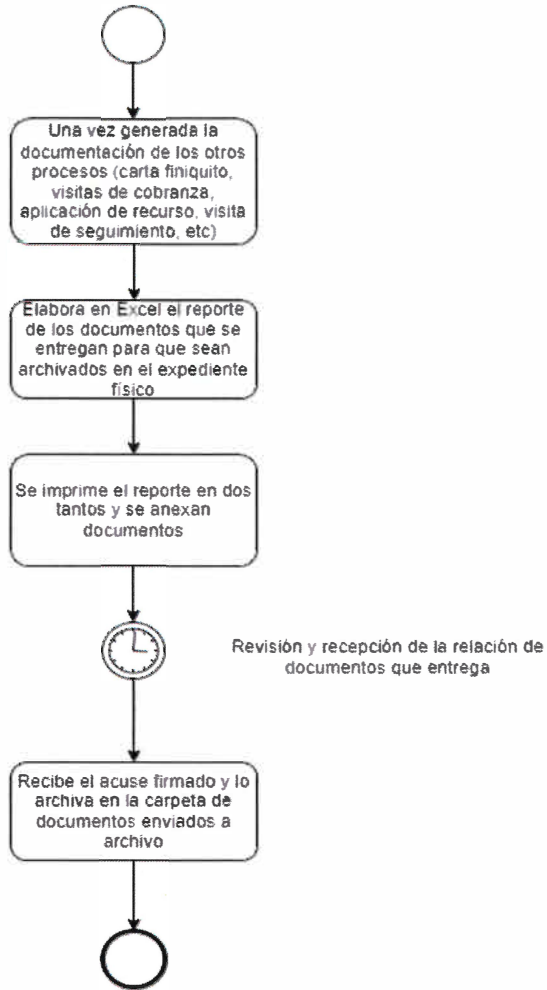 Una vez generada la
documentación de los otros
procesos (carta finiquito,
visitas de cobranza,
aplicación de recurso, visita
de seguimiento, etc)
Elabora en Excel el reporte
de los documentos que se
entregan para que sean
archivados en el expediente
físico
Se imprime el reporte en dos
tantos y se anexan
documentos
Revisión y recepción de la relación de
documentos que entrega
Recibe el acuse firmado y lo
archiva en la carpeta de
documentos enviados a
archivo